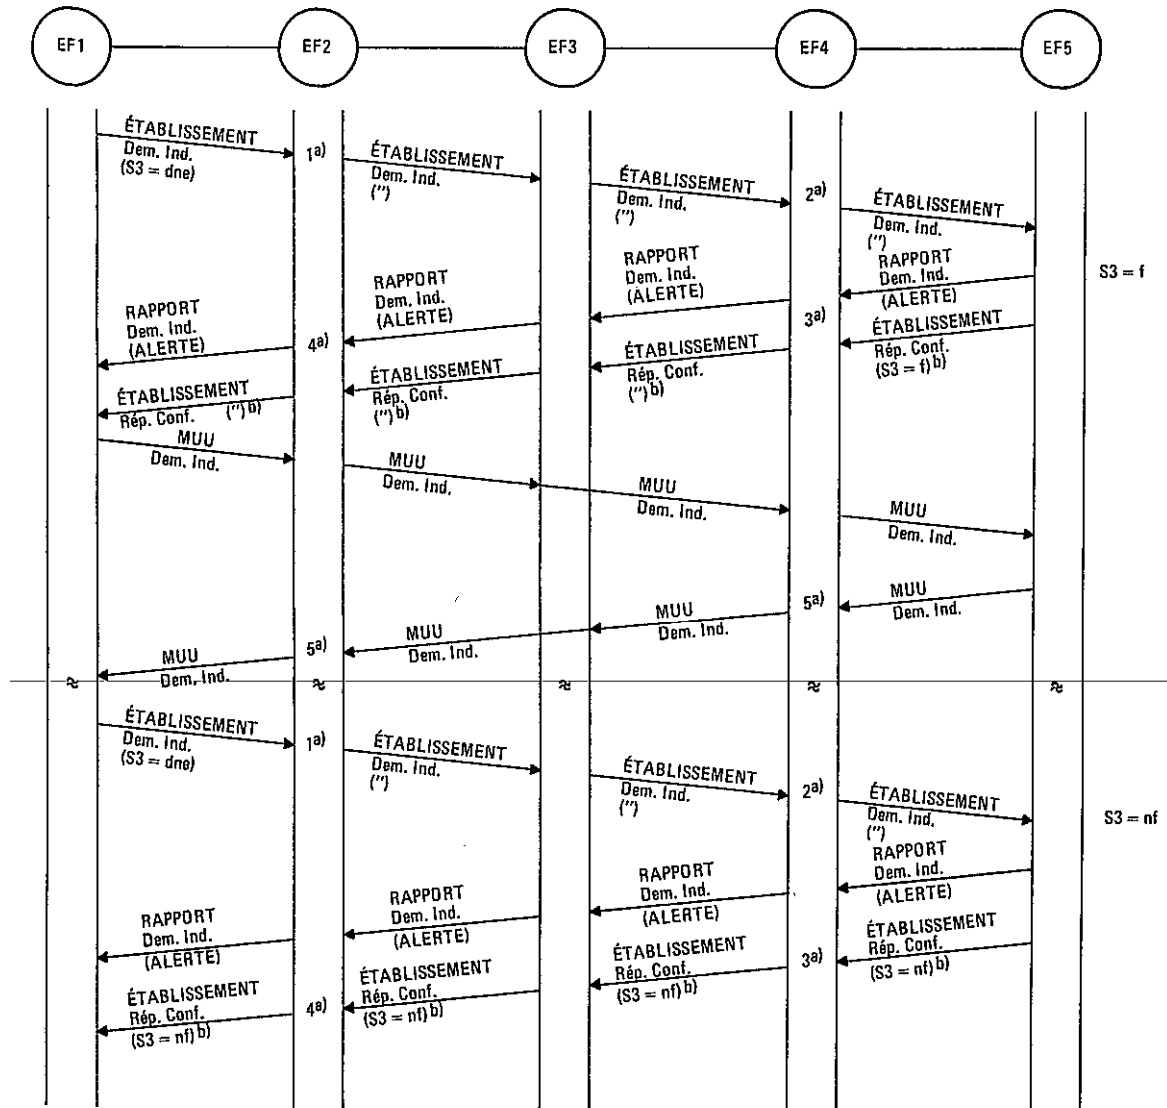 EF1
EF2
EF3
EF4
EF5
ÉTABLISSEMENT
Dem. Ind.
(S3 = dne)
1a)
ÉTABLISSEMENT
Dem. Ind.
(")
ÉTABLISSEMENT
Dem. Ind.
(")
2a)
ÉTABLISSEMENT
Dem. Ind.
(")
RAPPORT
Dem. Ind.
(ALERTE)
S3 = f
RAPPORT
Dem. Ind.
(ALERTE)
3a)
RAPPORT
Dem. Ind.
(ALERTE)
4a)
RAPPORT
Dem. Ind.
(ALERTE)
ÉTABLISSEMENT
Rép. Conf.
(S3 = f)b)
ÉTABLISSEMENT
Rép. Conf.
(")b)
ÉTABLISSEMENT
Rép. Conf.
(")b)
ÉTABLISSEMENT
Rép. Conf. (")b)
MUU
Dem. Ind.
MUU
Dem. Ind.
MUU
Dem. Ind.
MUU
Dem. Ind.
MUU
Dem. Ind.
5a)
MUU
Dem. Ind.
MUU
Dem. Ind.
5a)
MUU
Dem. Ind.
≈ ≈ ≈ ≈ ≈
ÉTABLISSEMENT
Dem. Ind.
(S3 = dne)
1a)
ÉTABLISSEMENT
Dem. Ind.
(")
ÉTABLISSEMENT
Dem. Ind.
(")
2a)
ÉTABLISSEMENT
Dem. Ind.
(")
S3 = nf
RAPPORT
Dem. Ind.
(ALERTE)
RAPPORT
Dem. Ind.
(ALERTE)
RAPPORT
Dem. Ind.
(ALERTE)
RAPPORT
Dem. Ind.
(ALERTE)
ÉTABLISSEMENT
Rép. Conf.
(S3 = nf)b)
3a)
ÉTABLISSEMENT
Rép. Conf.
(S3 = nf)b)
ÉTABLISSEMENT
Rép. Conf.
(S3 = nf)b)
4a)
ÉTABLISSEMENT
Rép. Conf.
(S3 = nf)b)